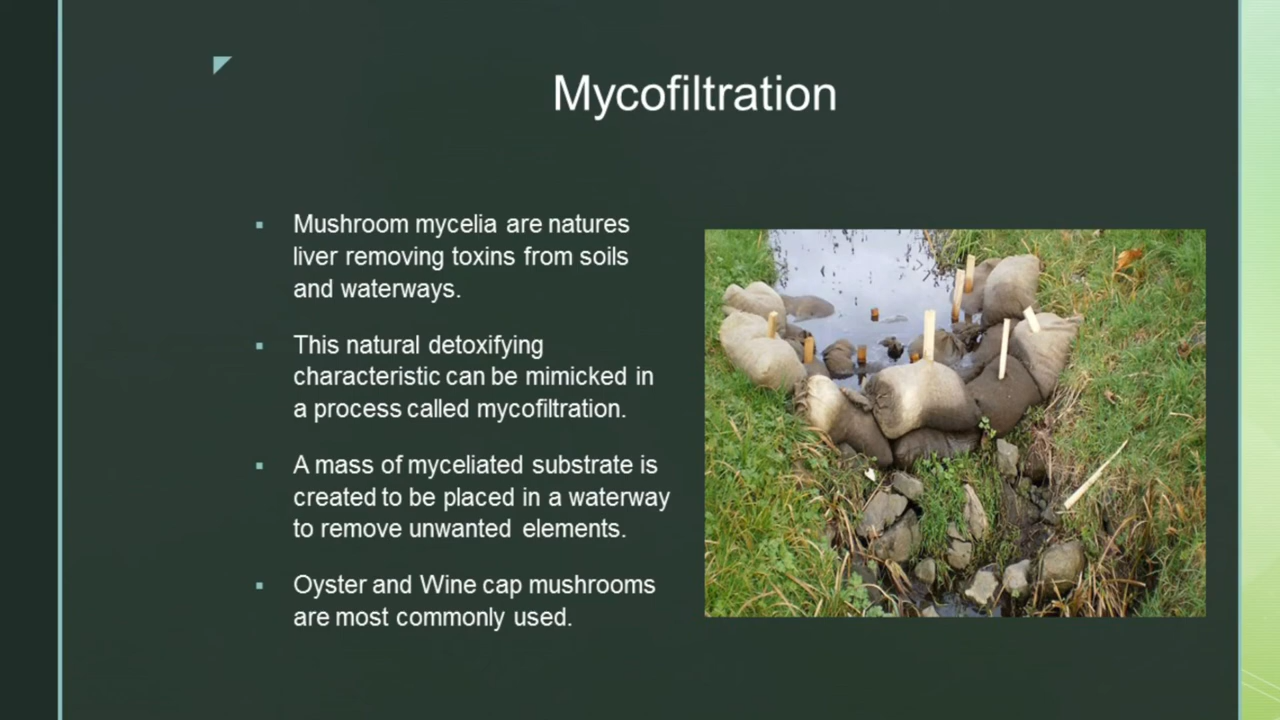 Mycofiltration
Mushroom mycelia are natures
liver removing toxins from soils
and waterways.
This natural detoxifying
characteristic can be mimicked in
a process called mycofiltration.
A mass of myceliated substrate is
created to be placed in a waterway
to remove unwanted elements.
Oyster and Wine cap mushrooms
are most commonly used.